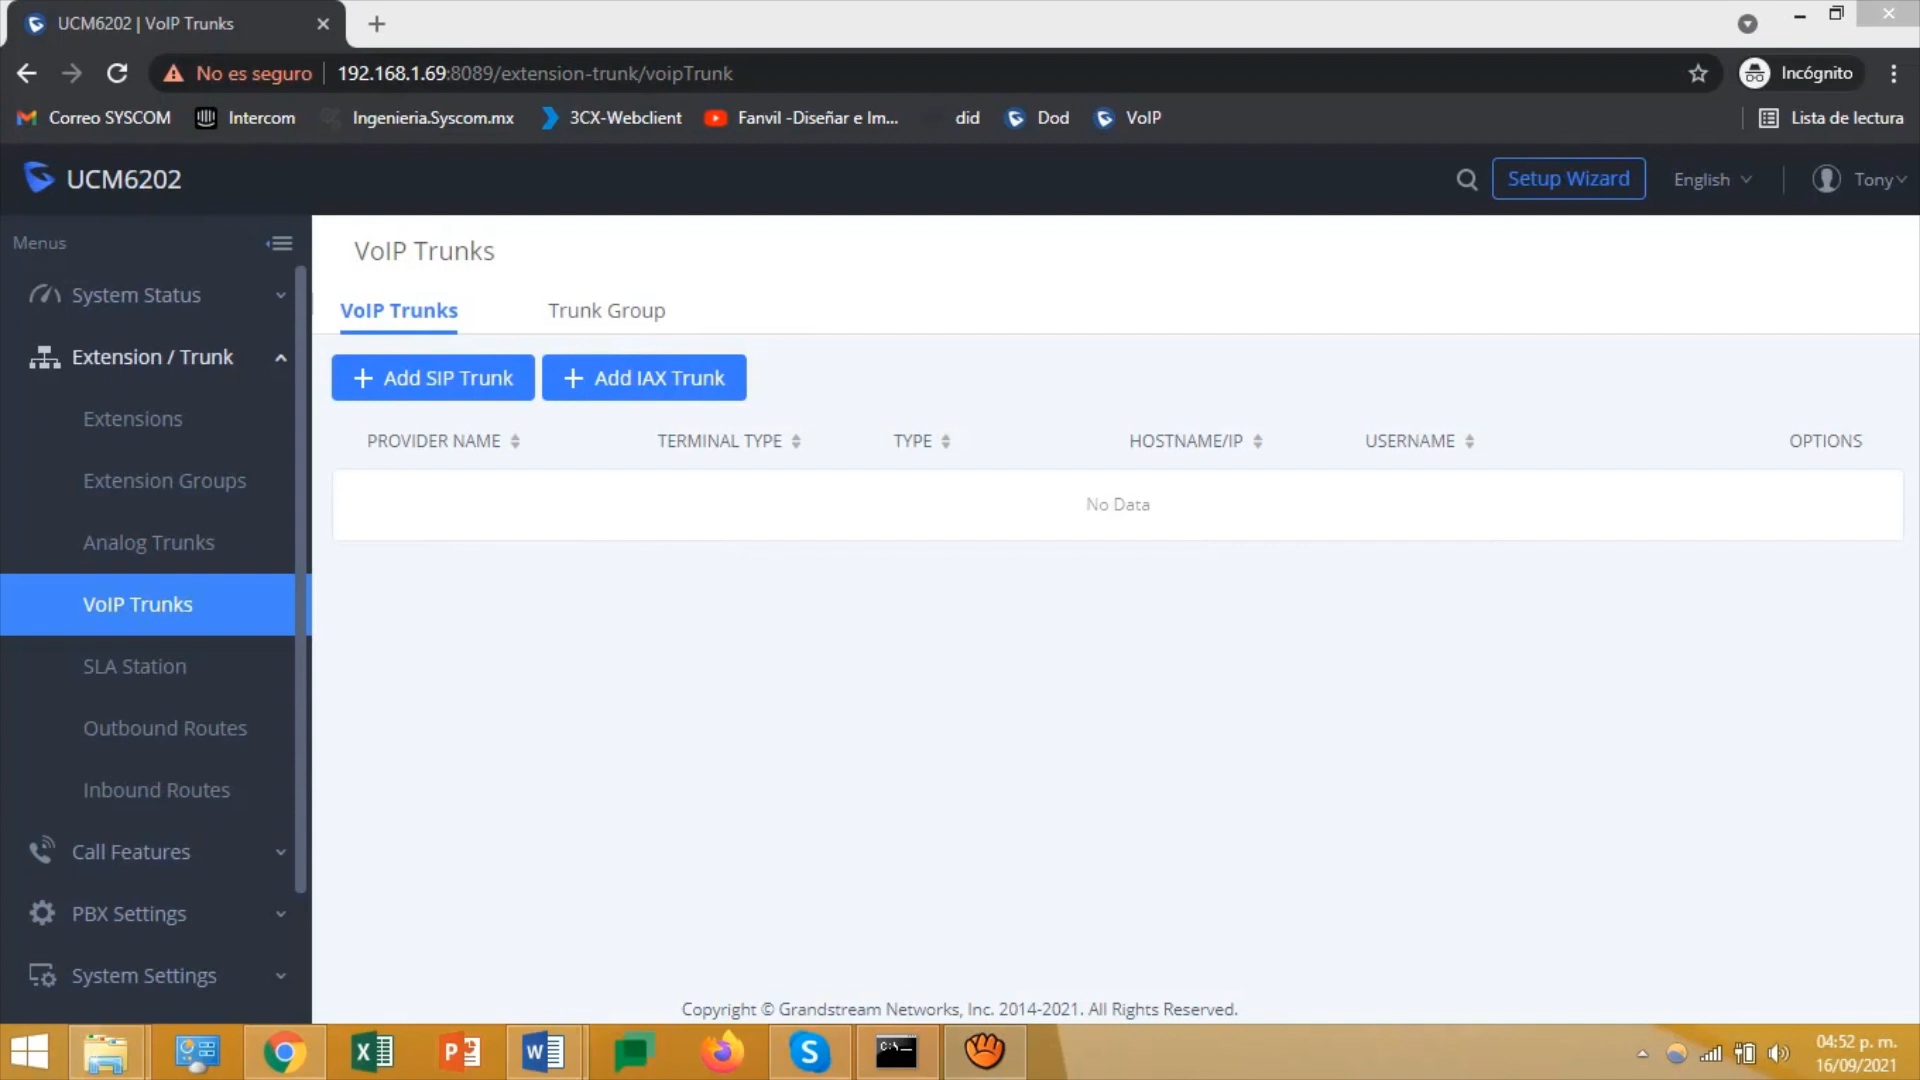 UCM6202 | VoIP Trunks
No es seguro
192.168.1.69:8089/extension-trunk/voipTrunk
Incógnito
Correo SYSCOM
Intercom
Ingenieria.Syscom.mx
3CX-Webclient
Fanvil -Diseñar e Im...
did
Dod
VoIP
Lista de lectura
UCM6202
Setup Wizard
English
Tony
Menus
System Status
Extension / Trunk
Extensions
Extension Groups
Analog Trunks
VoIP Trunks
SLA Station
Outbound Routes
Inbound Routes
Call Features
PBX Settings
System Settings
VoIP Trunks
VoIP Trunks
Trunk Group
+ Add SIP Trunk
+ Add IAX Trunk
PROVIDER NAME
TERMINAL TYPE
TYPE
HOSTNAME/IP
USERNAME
OPTIONS
No Data
Copyright © Grandstream Networks, Inc. 2014-2021. All Rights Reserved.
04:52 p. m.
16/09/2021